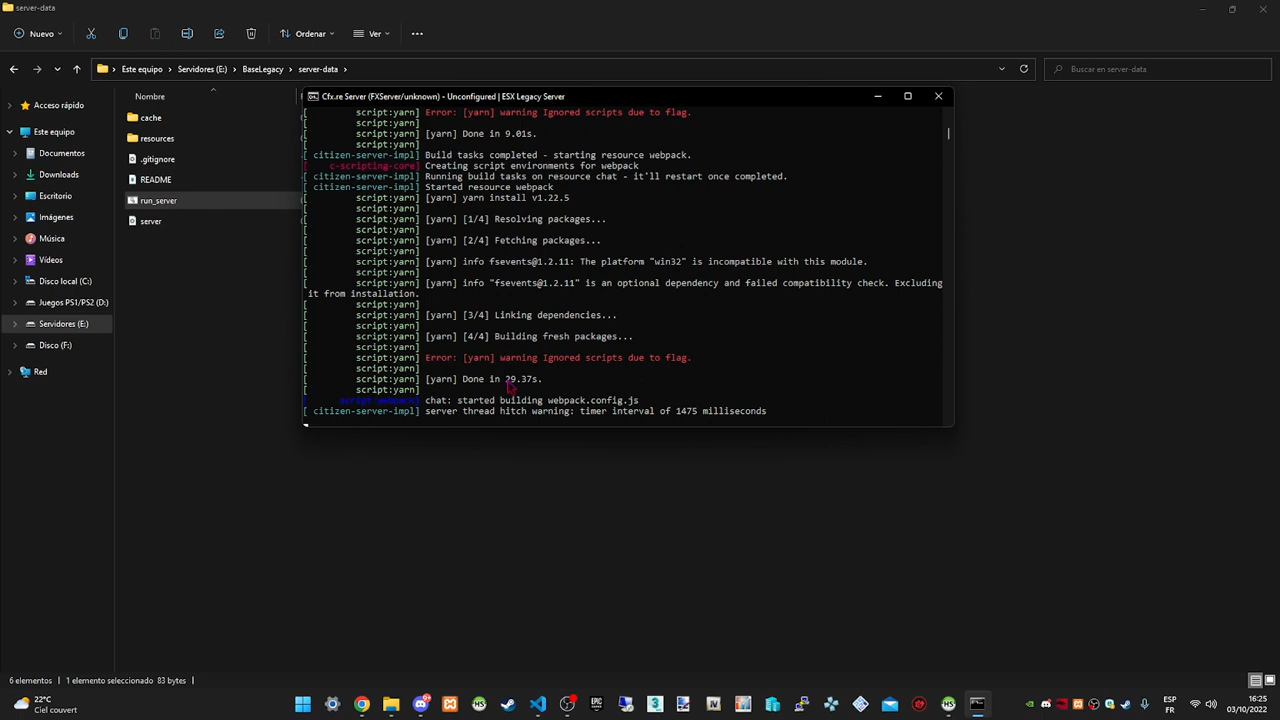 server-data
Nuevo
Ordenar
Ver
Este equipo > Servidores (E:) > BaseLegacy > server-data >
Buscar en server-data
Acceso rápido
Este equipo
Documentos
Downloads
Escritorio
Imágenes
Música
Vídeos
Disco local (C:)
Juegos PS1/PS2 (D:)
Servidores (E:)
Disco (F:)
Red
Nombre
cache
resources
.gitignore
README
run_server
server
Cfx.re Server (FXServer/unknown) - Unconfigured | ESX Legacy Server
[ script:yarn] Error: [yarn] warning Ignored scripts due to flag.
[ script:yarn]
[ script:yarn] [yarn] Done in 9.01s.
[ script:yarn]
[ citizen-server-impl] Build tasks completed - starting resource webpack.
[ c-scripting-core] Creating script environments for webpack
[ citizen-server-impl] Running build tasks on resource chat - it'll restart once completed.
[ citizen-server-impl] Started resource webpack
[ script:yarn] [yarn] yarn install v1.22.5
[ script:yarn]
[ script:yarn] [yarn] [1/4] Resolving packages...
[ script:yarn]
[ script:yarn] [yarn] [2/4] Fetching packages...
[ script:yarn]
[ script:yarn] [yarn] info fsevents@1.2.11: The platform "win32" is incompatible with this module.
[ script:yarn]
[ script:yarn] [yarn] info "fsevents@1.2.11" is an optional dependency and failed compatibility check. Excluding
it from installation.
[ script:yarn]
[ script:yarn] [yarn] [3/4] Linking dependencies...
[ script:yarn]
[ script:yarn] [yarn] [4/4] Building fresh packages...
[ script:yarn]
[ script:yarn] Error: [yarn] warning Ignored scripts due to flag.
[ script:yarn]
[ script:yarn] [yarn] Done in 29.37s.
[ script:yarn]
[ script:webpack] chat: started building webpack.config.js
[ citizen-server-impl] server thread hitch warning: timer interval of 1475 milliseconds
6 elementos
1 elemento seleccionado 83 bytes
22°C
Ciel couvert
ESP
FR
16:25
03/10/2022